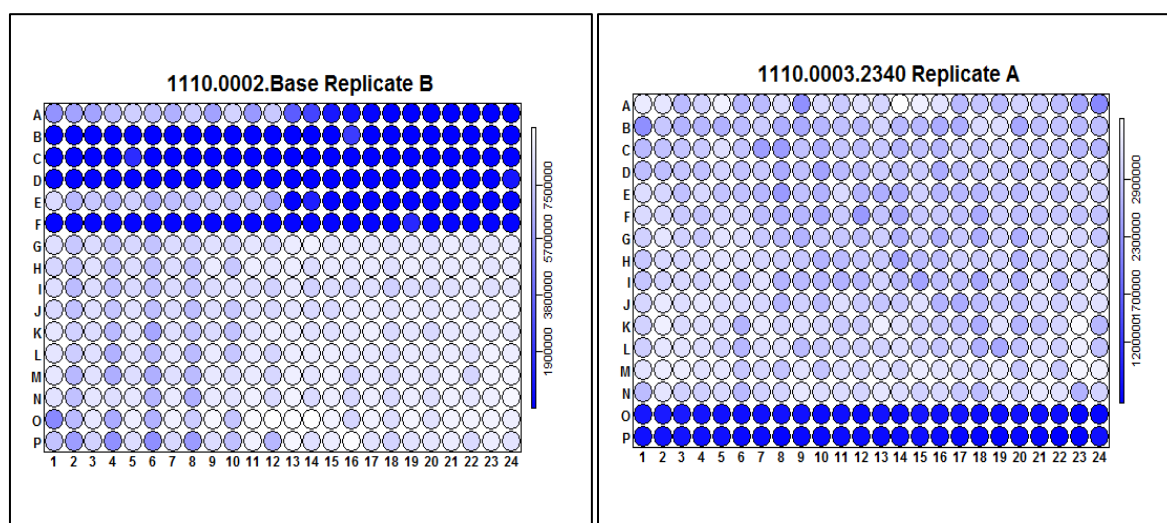 1110.0002.Base Replicate B
A
B
C
D
E
F
G
H
I
J
K
L
M
N
O
P
1 2 3 4 5 6 7 8 9 10 11 12 13 14 15 16 17 18 19 20 21 22 23 24
1900000 3800000 5700000 7500000
1110.0003.2340 Replicate A
A
B
C
D
E
F
G
H
I
J
K
L
M
N
O
P
1 2 3 4 5 6 7 8 9 10 11 12 13 14 15 16 17 18 19 20 21 22 23 24
1200000 1700000 2300000 2900000